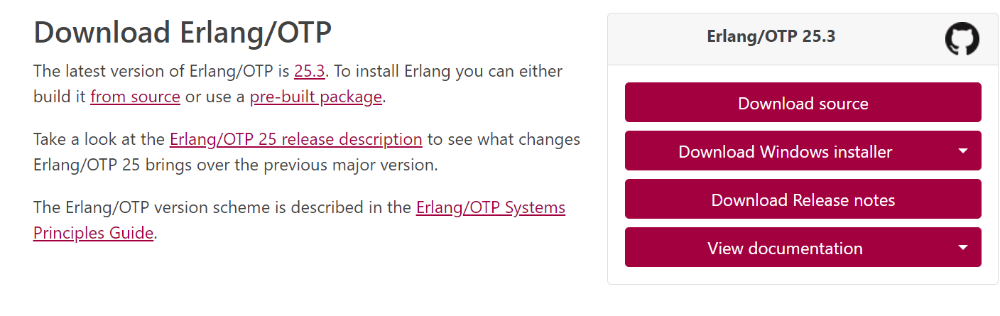 Download Erlang/OTP
The latest version of Erlang/OTP is 25.3. To install Erlang you can either
build it from source or use a pre-built package.
Take a look at the Erlang/OTP 25 release description to see what changes
Erlang/OTP 25 brings over the previous major version.
The Erlang/OTP version scheme is described in the Erlang/OTP Systems
Principles Guide.
Erlang/OTP 25.3
Download source
Download Windows installer
Download Release notes
View documentation